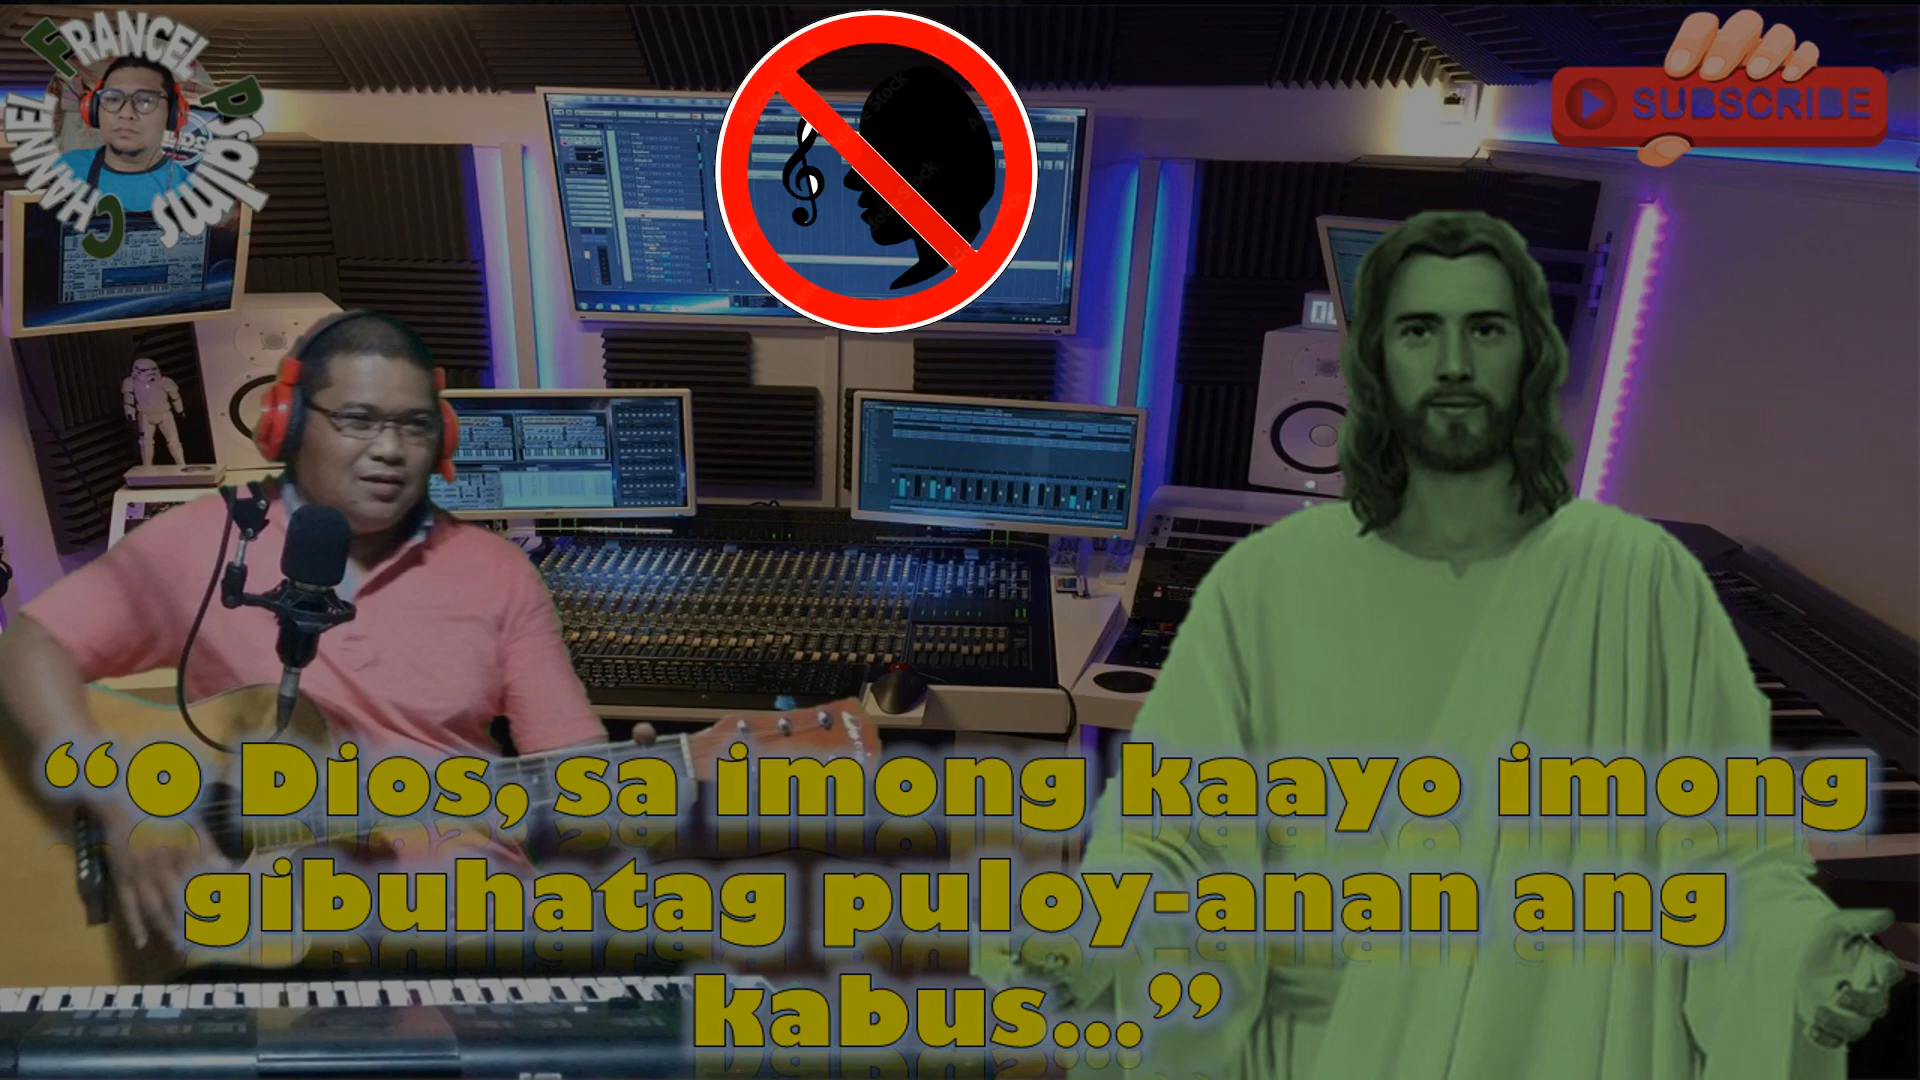 FRANCEL Psalms CHANNEL
SUBSCRIBE
“O Dios, sa imong kaayo imong
gibuhatag puloy-anan ang
kabus...”